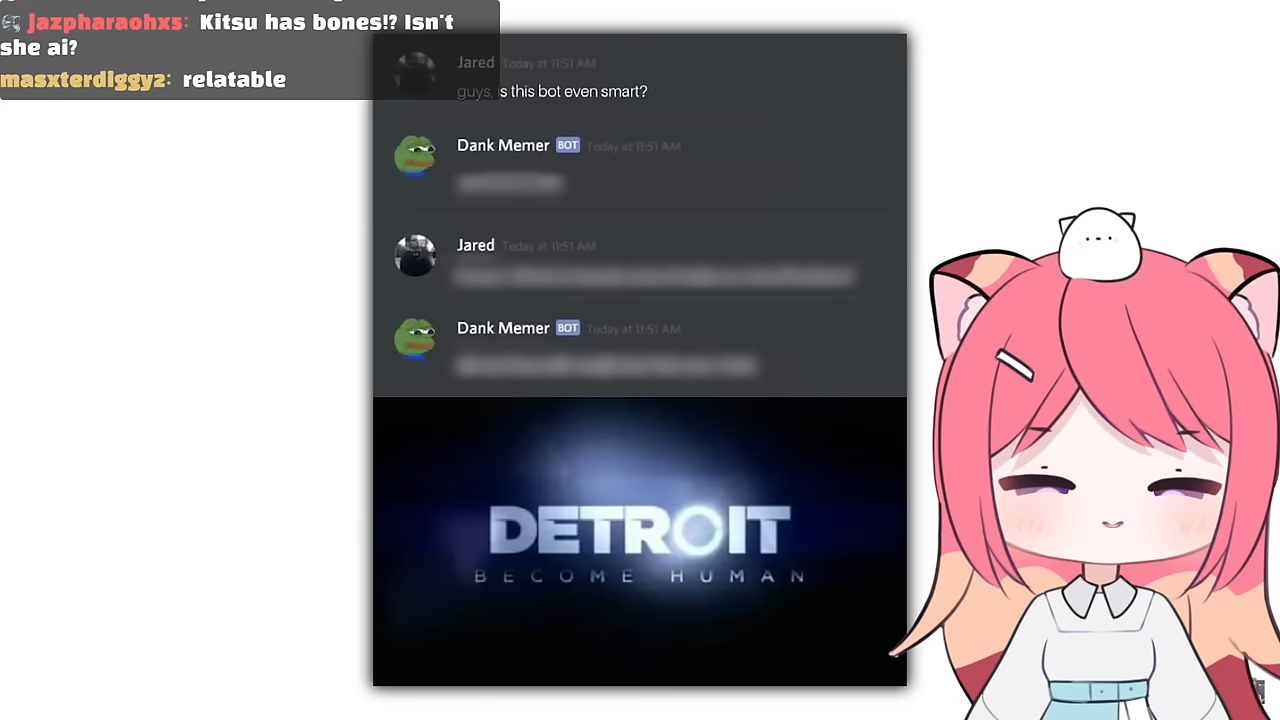 jazpharaohxs: Kitsu has bones!? Isn't
she ai?
masxterdiggy2: relatable
Jared Today at 11:51 AM
guys, is this bot even smart?
Dank Memer BOT Today at 11:51 AM
Jared Today at 11:51 AM
Dank Memer BOT Today at 11:51 AM
DETROIT
BECOME HUMAN